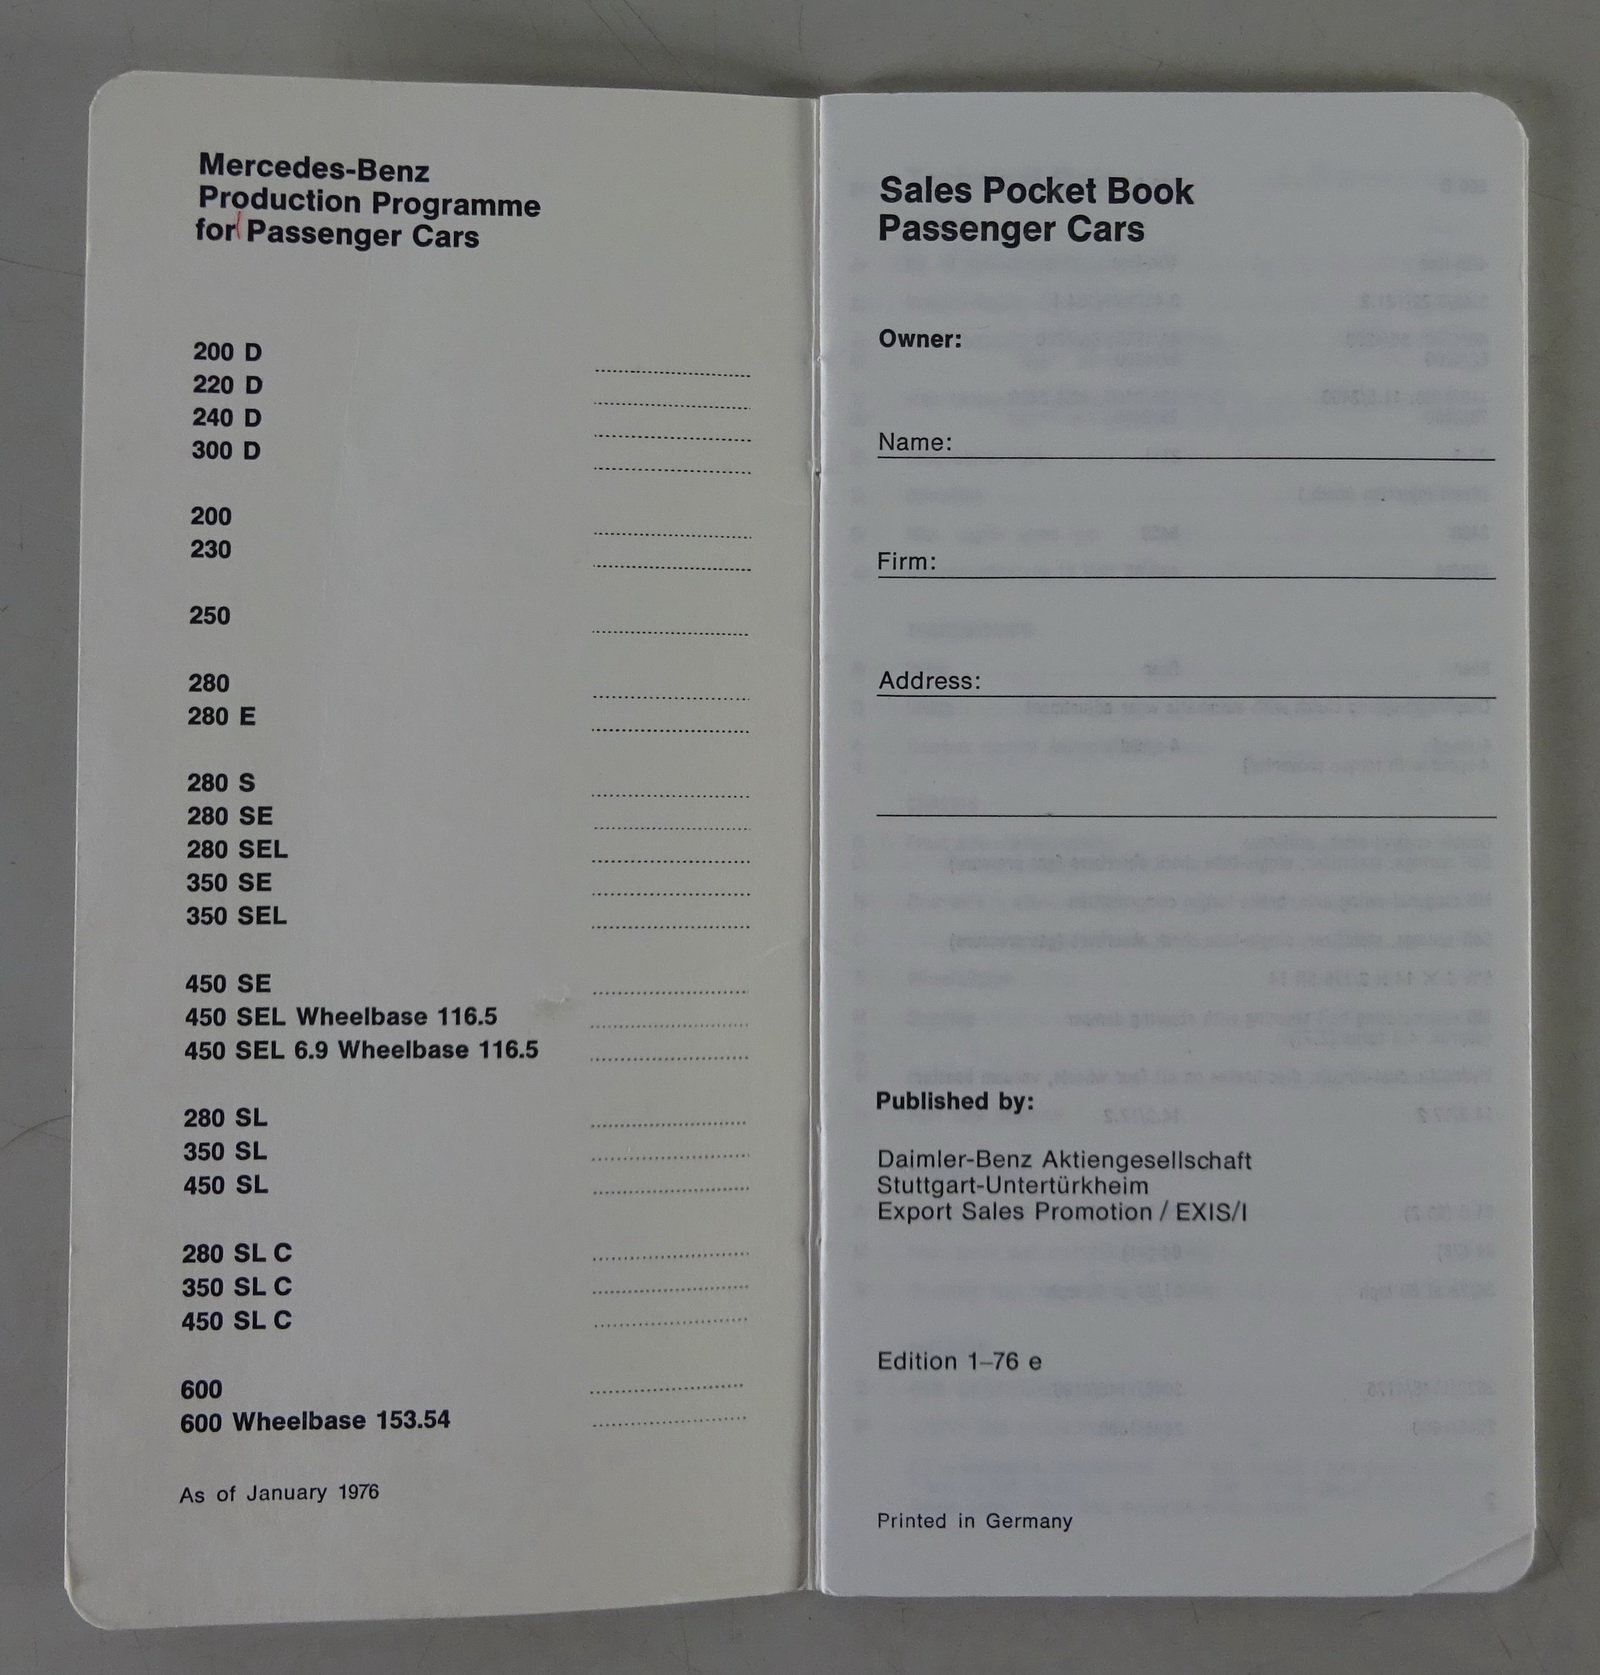 Mercedes-Benz
Production Programme
for Passenger Cars
200 D
220 D
240 D
300 D
200
230
250
280
280 E
280 S
280 SE
280 SEL
350 SE
350 SEL
450 SE
450 SEL Wheelbase 116.5
450 SEL 6.9 Wheelbase 116.5
280 SL
350 SL
450 SL
280 SL C
350 SL C
450 SL C
600
600 Wheelbase 153.54
As of January 1976
Sales Pocket Book
Passenger Cars
Owner:
Name:
Firm:
Address:
Published by:
Daimler-Benz Aktiengesellschaft
Stuttgart-Untertürkheim
Export Sales Promotion / EXIS/I
Edition 1–76 e
Printed in Germany